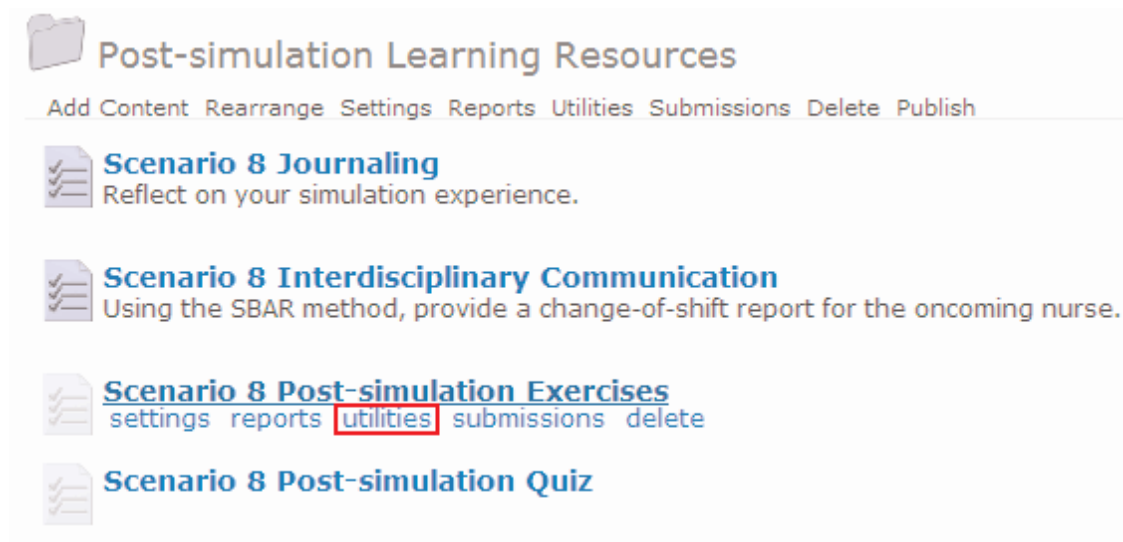 Post-simulation Learning Resources
Add Content Rearrange Settings Reports Utilities Submissions Delete Publish
Scenario 8 Journaling
Reflect on your simulation experience.
Scenario 8 Interdisciplinary Communication
Using the SBAR method, provide a change-of-shift report for the oncoming nurse.
Scenario 8 Post-simulation Exercises
settings reports utilities submissions delete
Scenario 8 Post-simulation Quiz